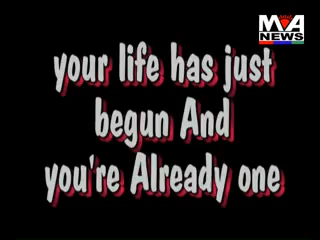 MVA
NEWS
your life has just
begun And
you're Already one